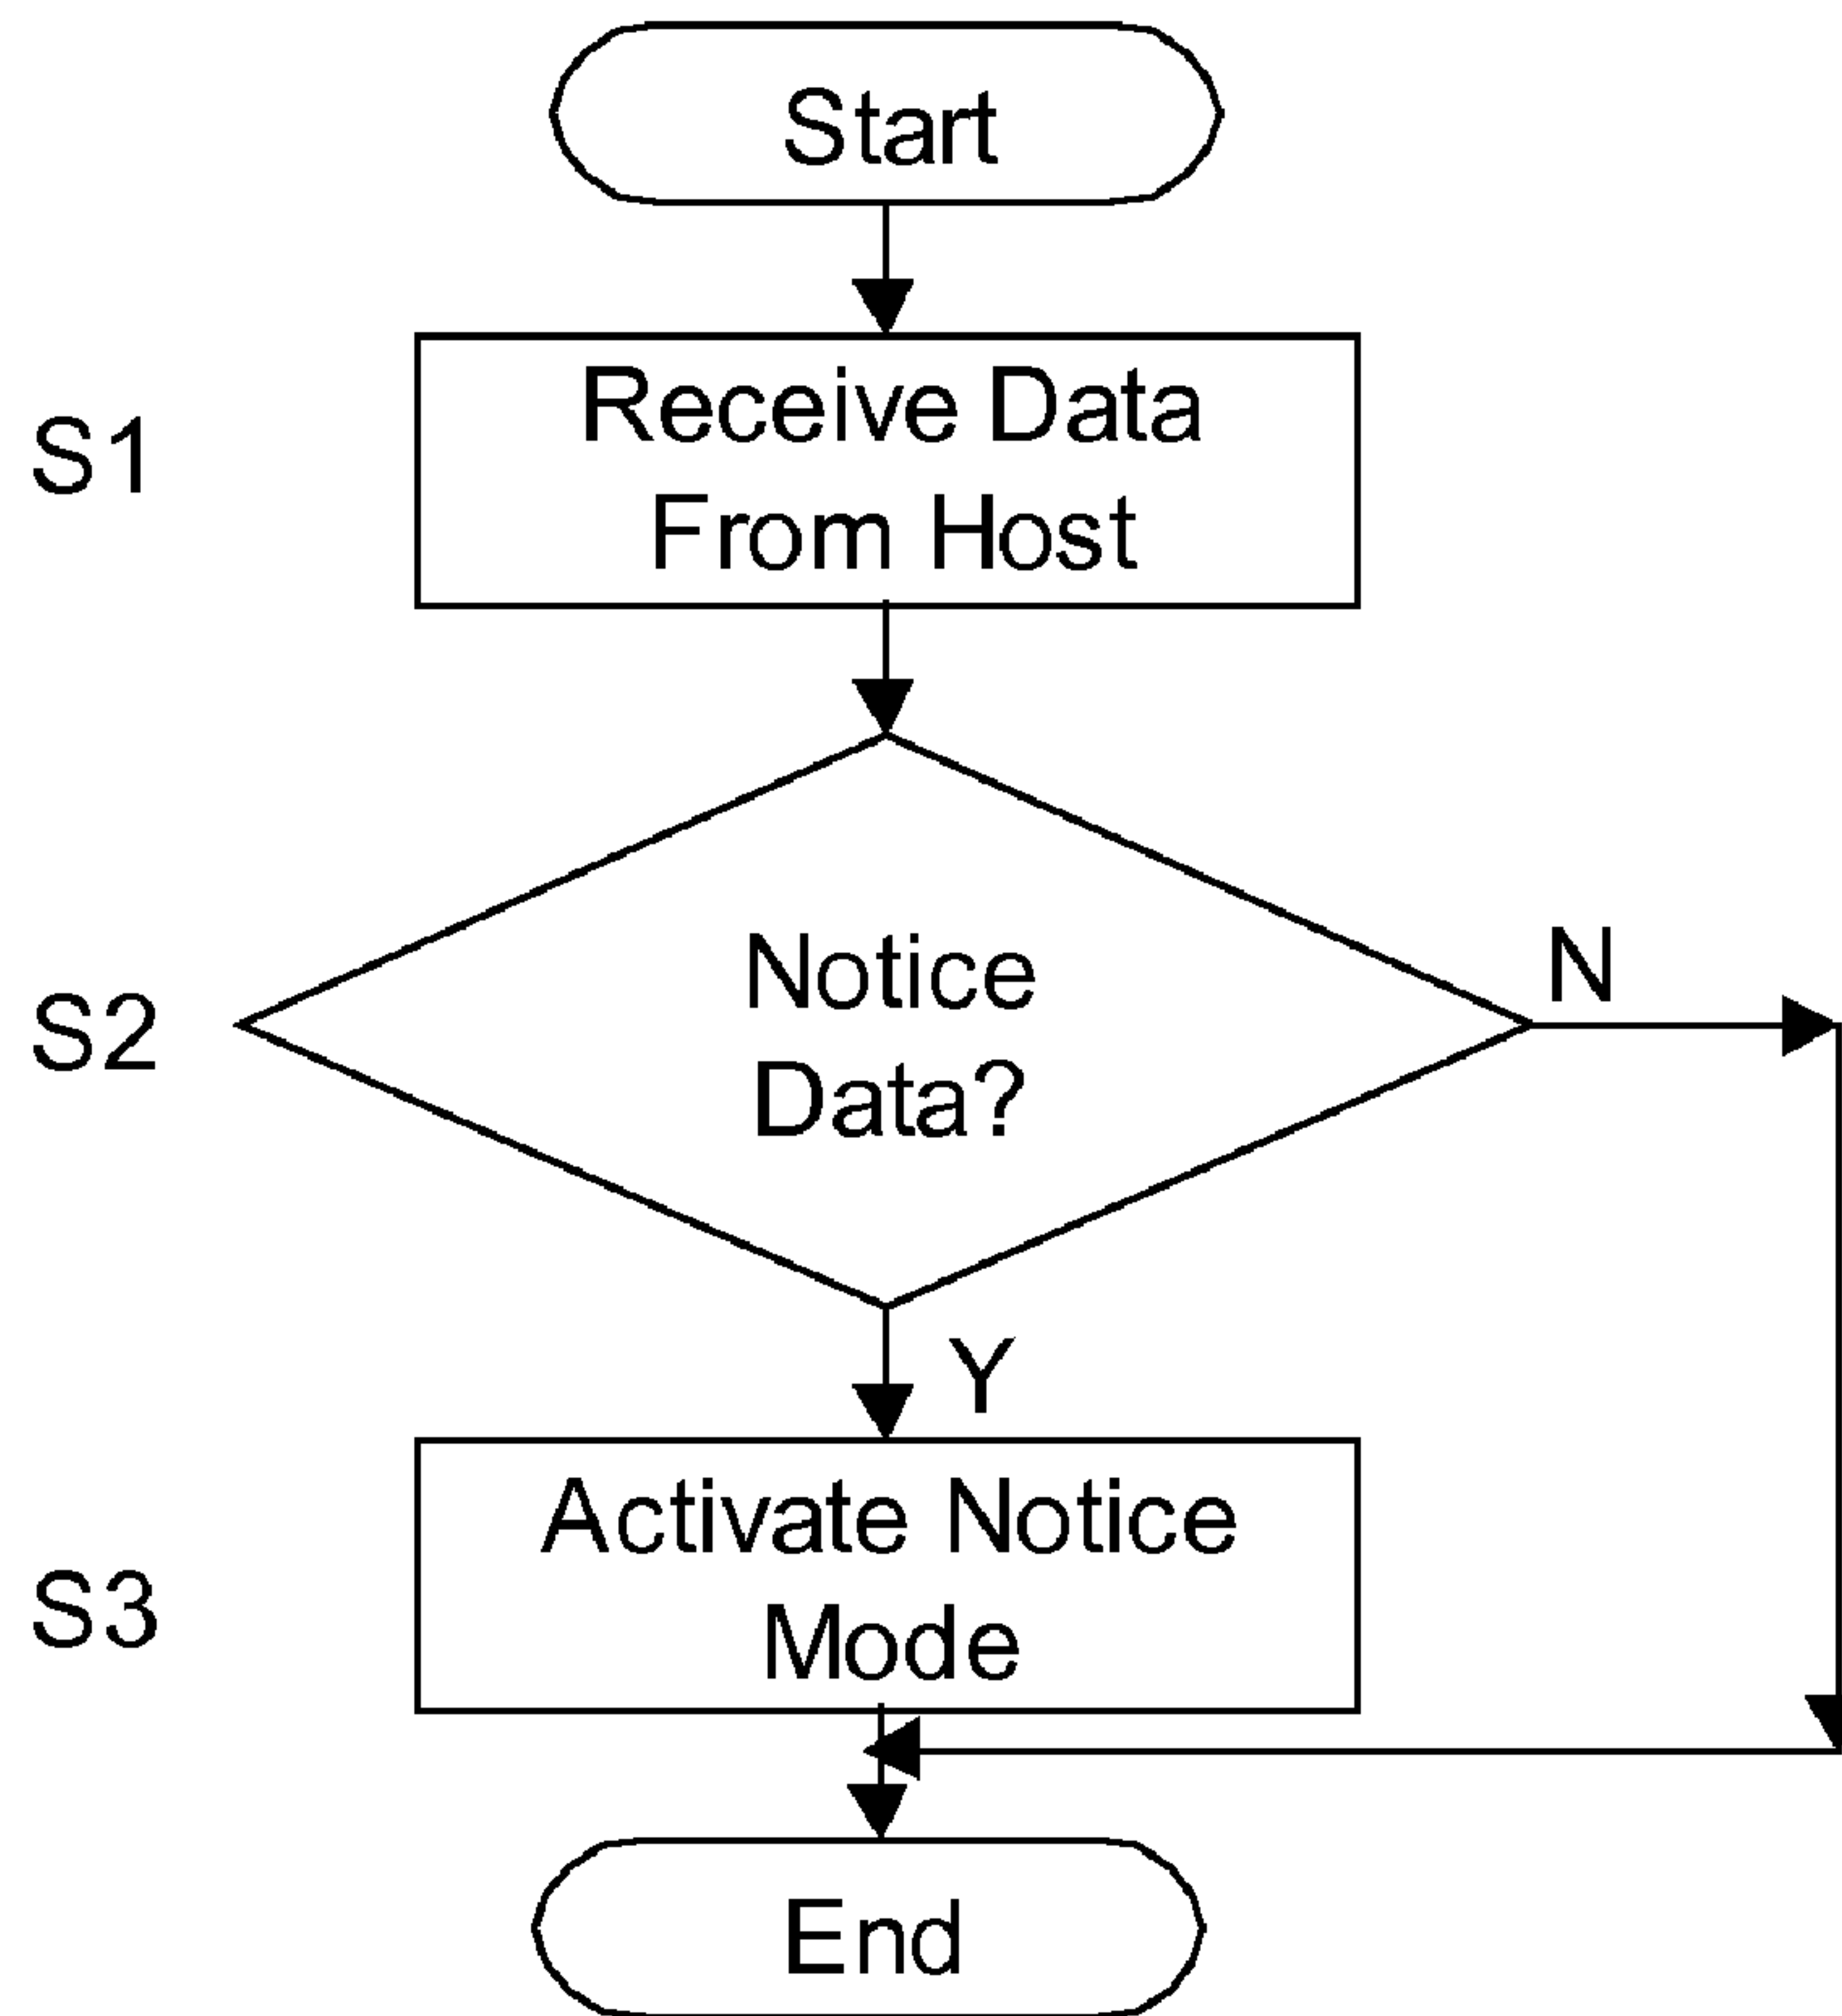 Start
S1
Receive Data
From Host
S2
Notice
Data?
N
Y
S3
Activate Notice
Mode
End